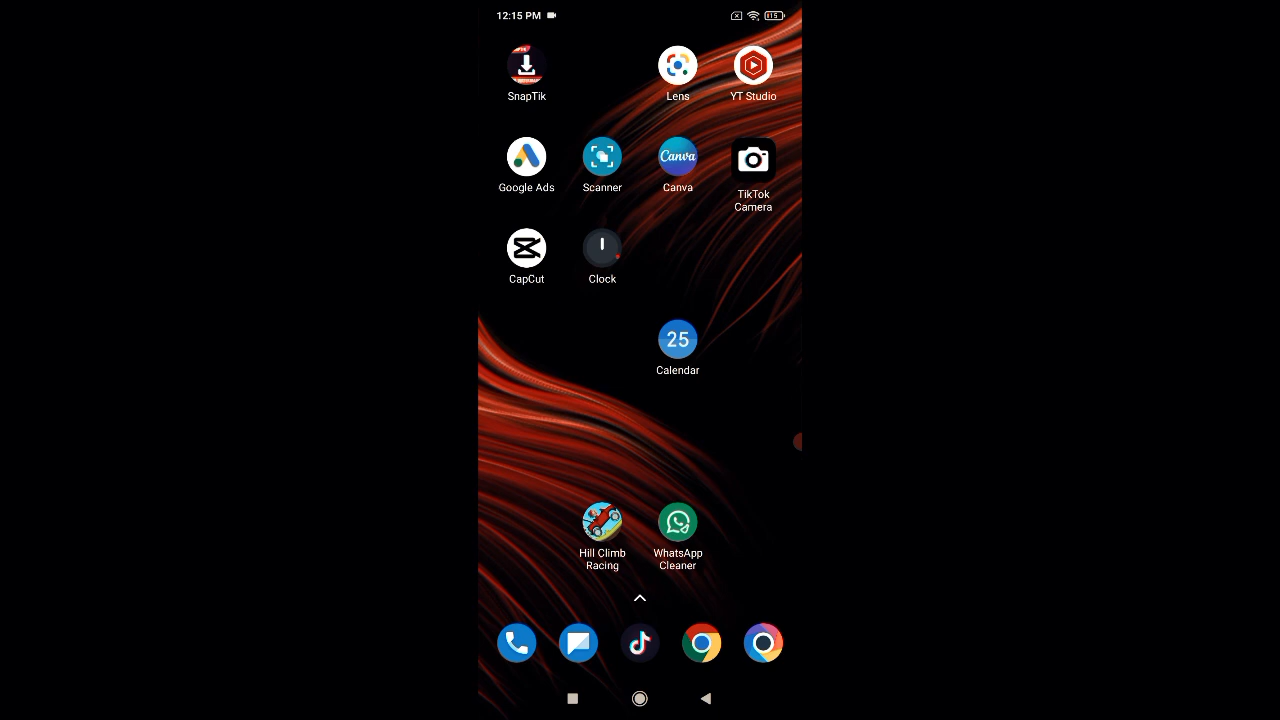 12:15 PM
15
SnapTik
Lens
YT Studio
Google Ads
Scanner
Canva
Canva
TikTok
Camera
CapCut
Clock
25
Calendar
Hill Climb
Racing
WhatsApp
Cleaner